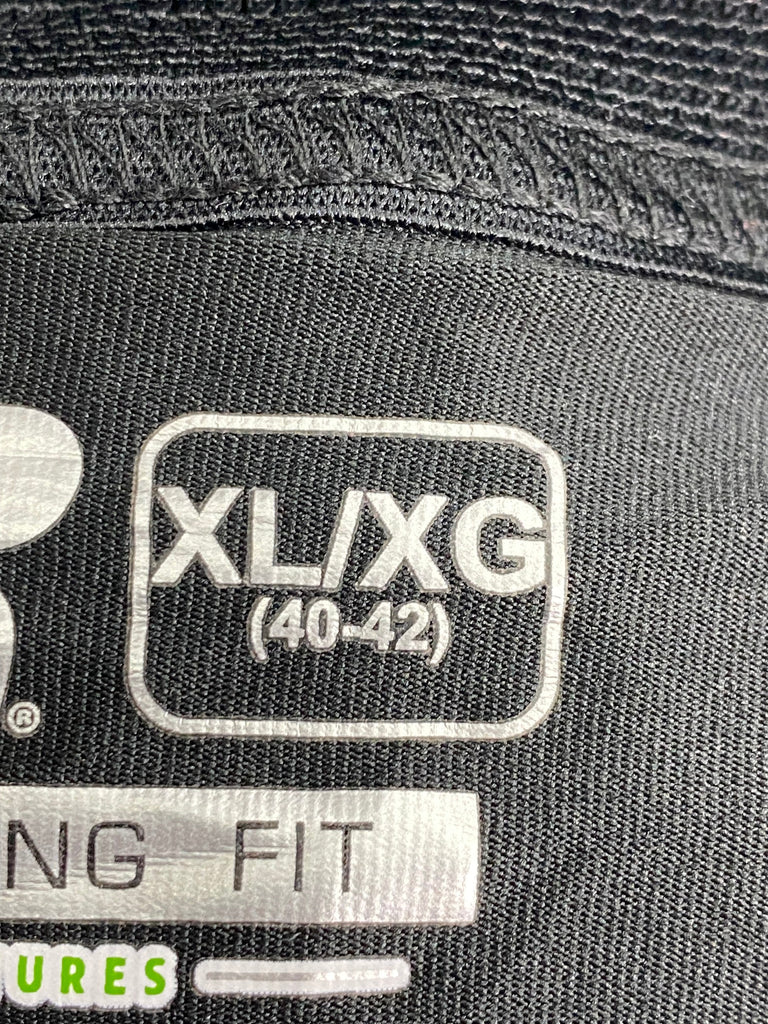 XL/XG
(40-42)
®
NG FIT
URES